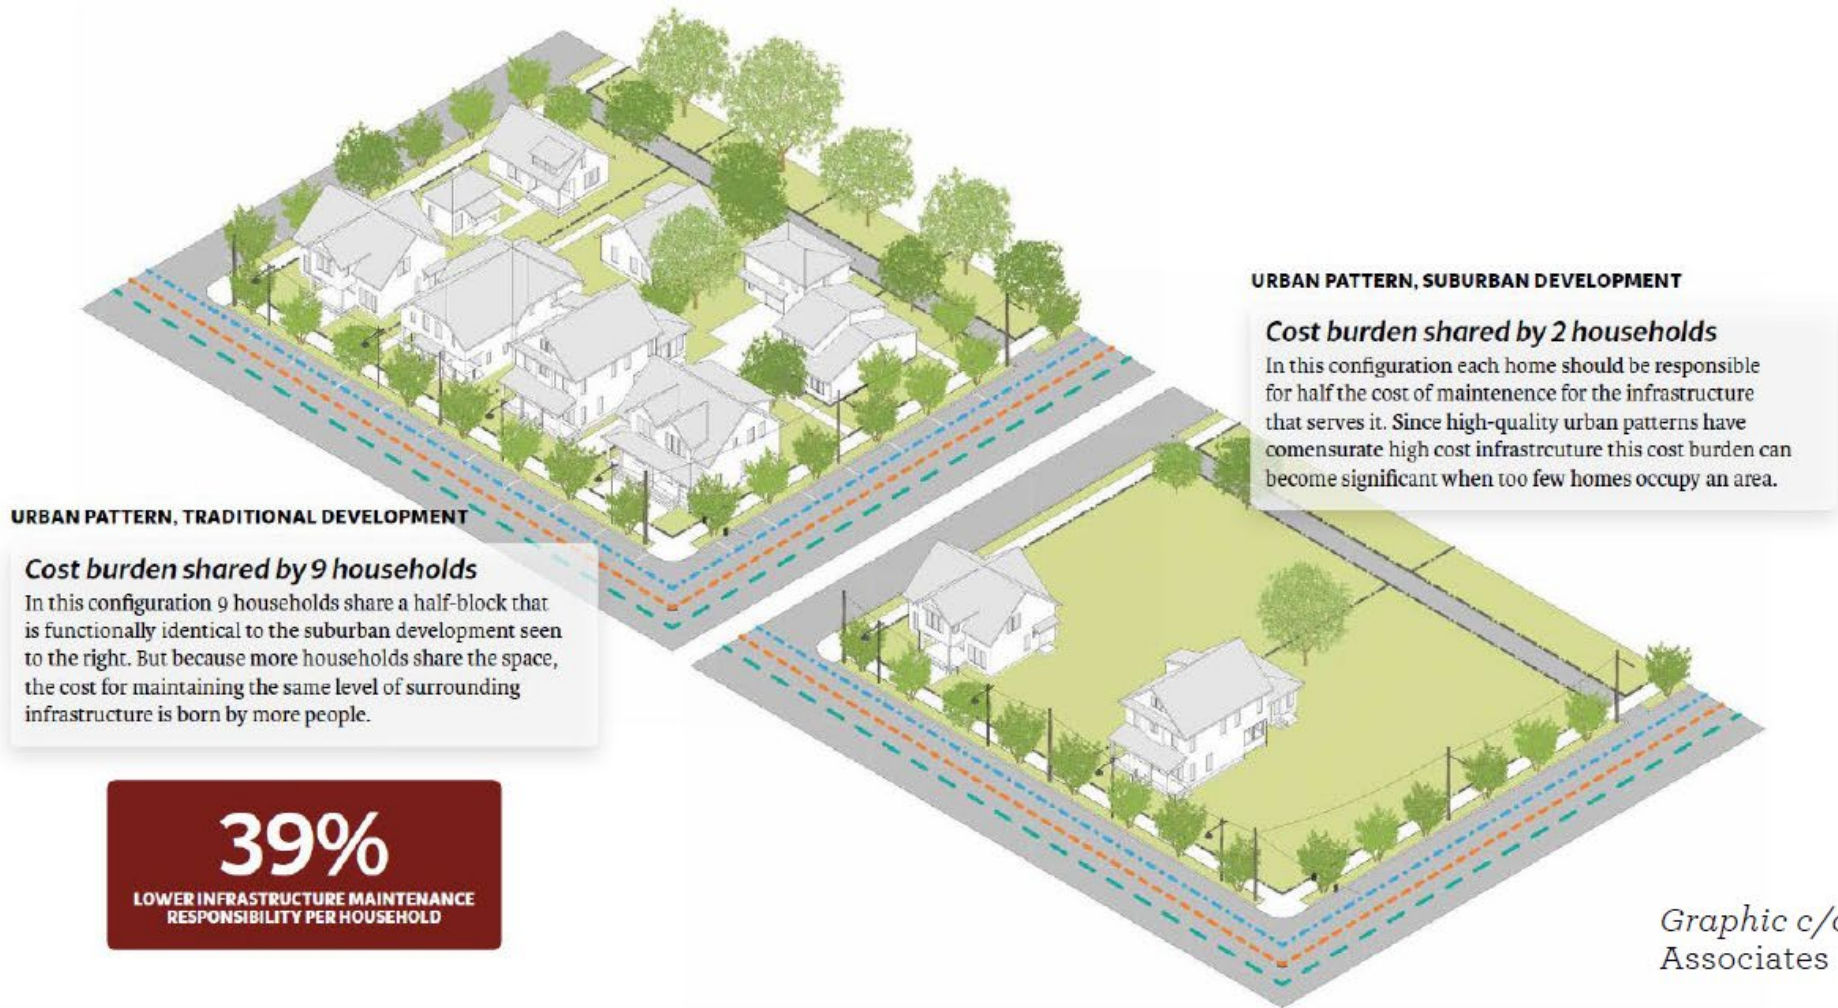 URBAN PATTERN, SUBURBAN DEVELOPMENT
Cost burden shared by 2 households
In this configuration each home should be responsible
for half the cost of maintenence for the infrastructure
that serves it. Since high-quality urban patterns have
comensurate high cost infrastrcuture this cost burden can
become significant when too few homes occupy an area.
URBAN PATTERN, TRADITIONAL DEVELOPMENT
Cost burden shared by 9 households
In this configuration 9 households share a half-block that
is functionally identical to the suburban development seen
to the right. But because more households share the space,
the cost for maintaining the same level of surrounding
infrastructure is born by more people.
39%
LOWER INFRASTRUCTURE MAINTENANCE
RESPONSIBILITY PER HOUSEHOLD
Graphic c/
Associates